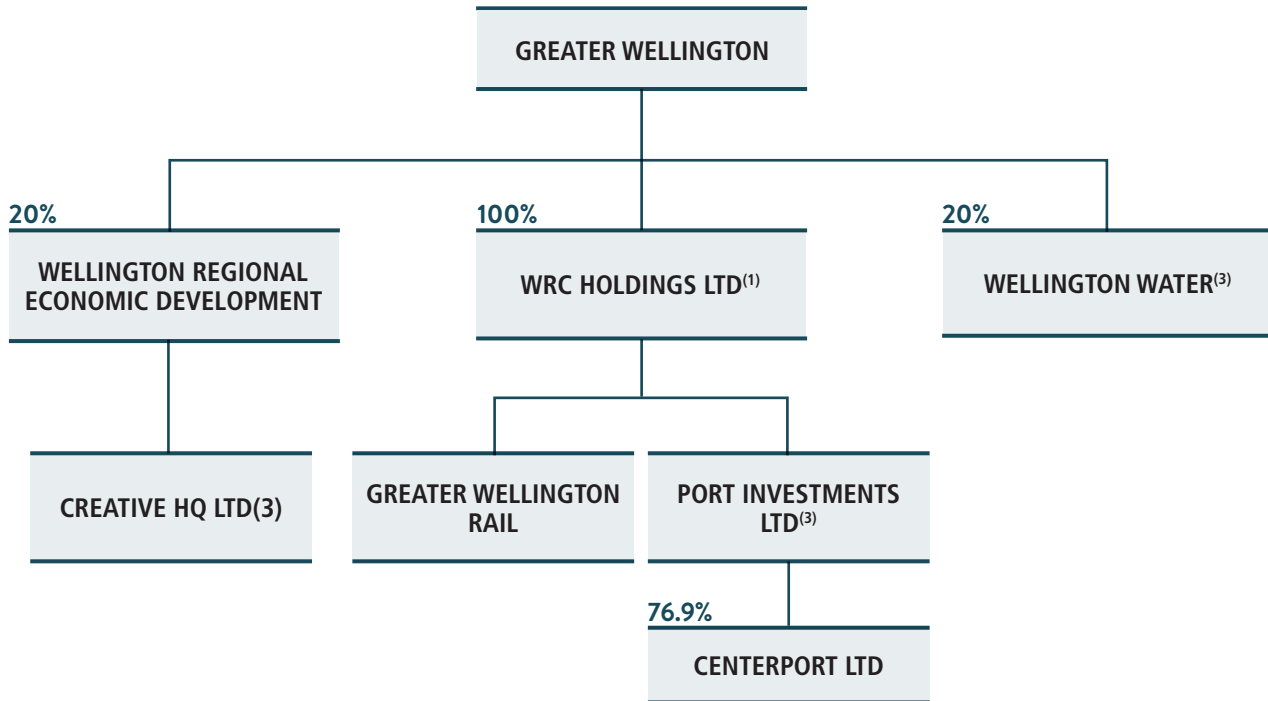 GREATER WELLINGTON
20%
WELLINGTON REGIONAL
ECONOMIC DEVELOPMENT
100%
WRC HOLDINGS LTD(1)
20%
WELLINGTON WATER(3)
CREATIVE HQ LTD(3)
GREATER WELLINGTON
RAIL
PORT INVESTMENTS
LTD(3)
76.9%
CENTERPORT LTD